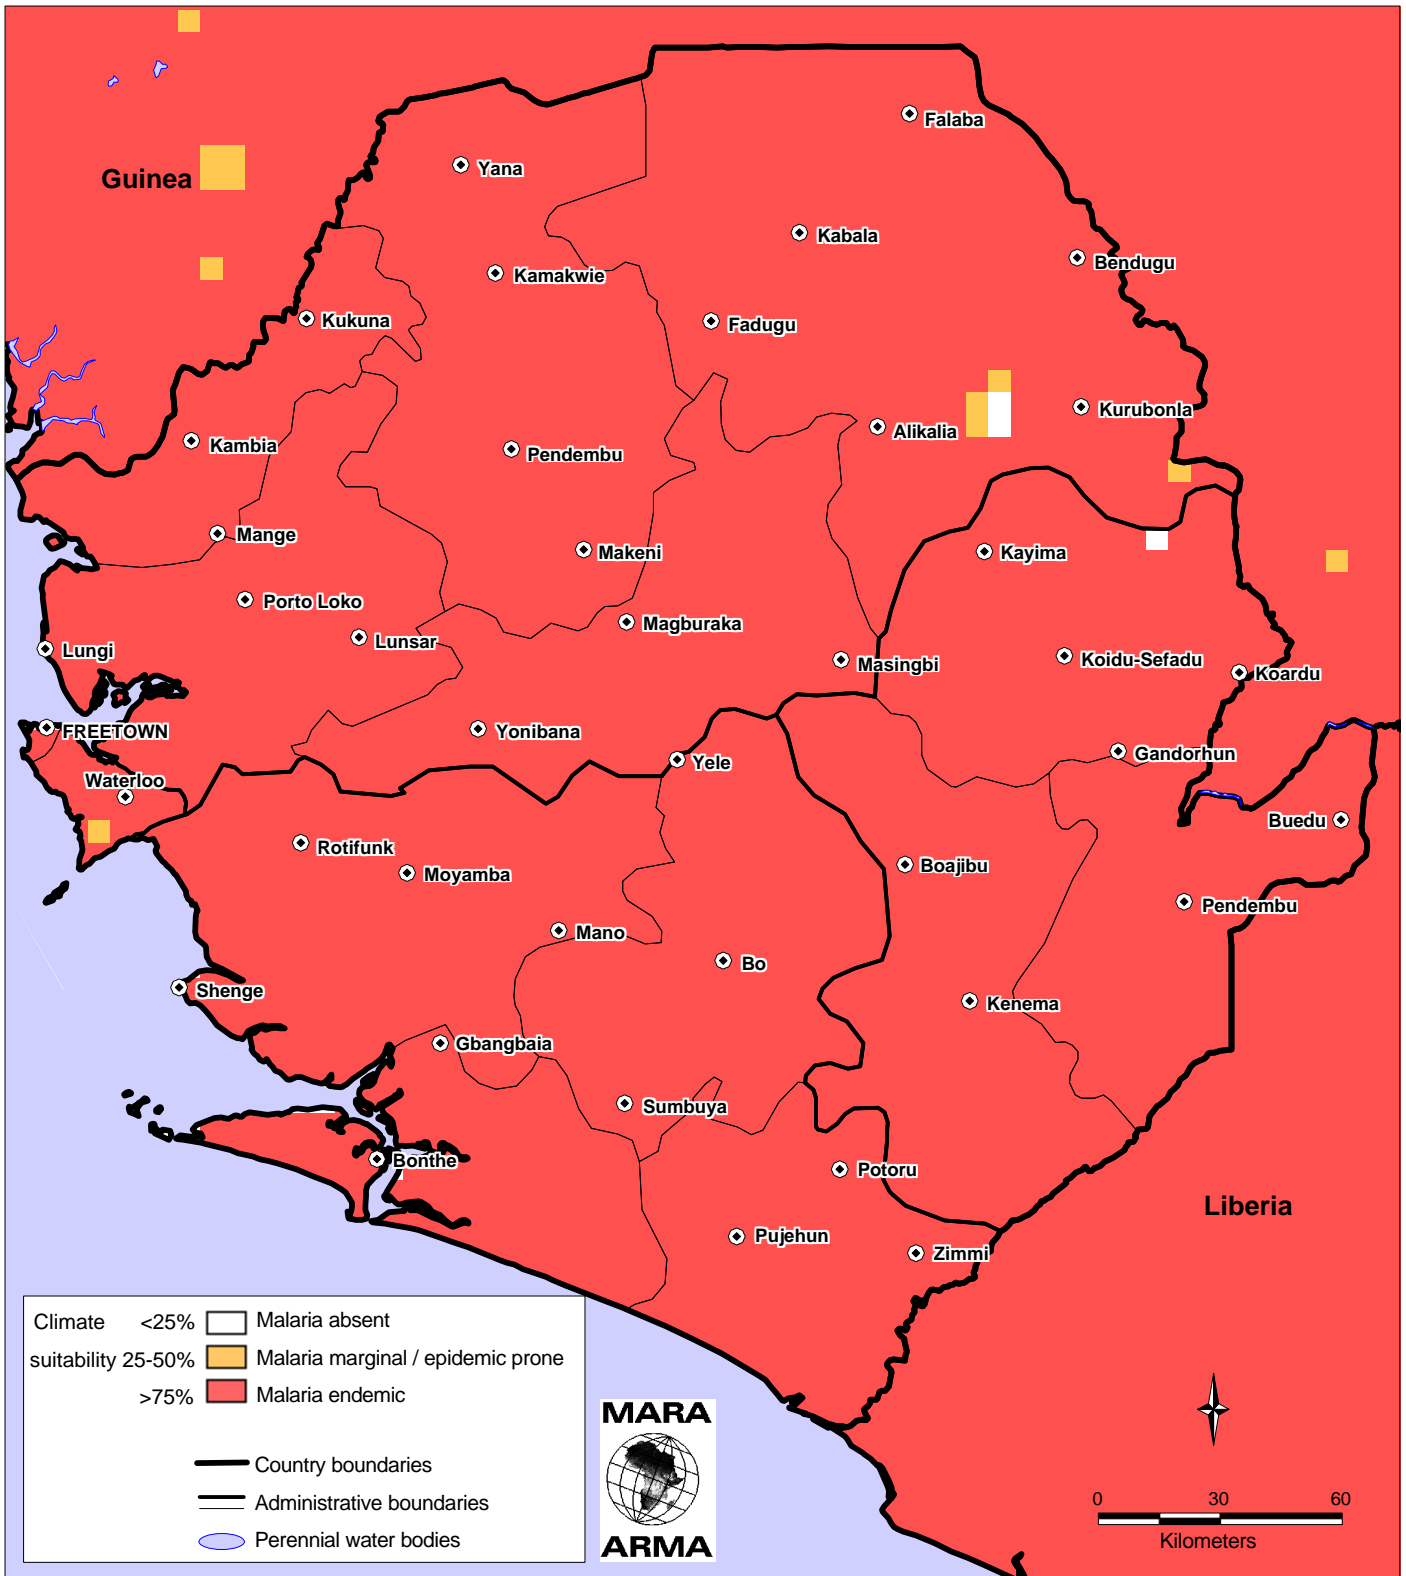 Falaba
Yana
Guinea
Kabala
Bendugu
Kamakwie
Kukuna
Fadugu
Kurubonla
Alikalia
Kambia
Pendembu
Mange
Makeni
Kayima
Porto Loko
Magburaka
Lunsar
Lungi
Masingbi
Koidu-Sefadu
Koardu
FREETOWN
Yonibana
Gandorhun
Yele
Waterloo
Buedu
Rotifunk
Boajibu
Moyamba
Pendembu
Mano
Bo
Shenge
Kenema
Gbangbaia
Sumbuya
Bonthe
Potoru
Liberia
Pujehun
Zimmi
Climate <25% Malaria absent
suitability 25-50% Malaria marginal / epidemic prone
>75% Malaria endemic
Country boundaries
Administrative boundaries
Perennial water bodies
MARA
ARMA
0 30 60
Kilometers